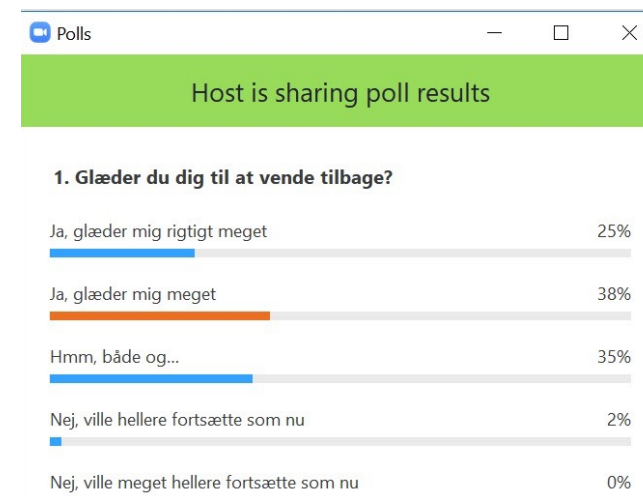 Polls
Host is sharing poll results
1. Glæder du dig til at vende tilbage?
Ja, glæder mig rigtigt meget 25%
Ja, glæder mig meget 38%
Hmm, både og... 35%
Nej, ville hellere fortsætte som nu 2%
Nej, ville meget hellere fortsætte som nu 0%